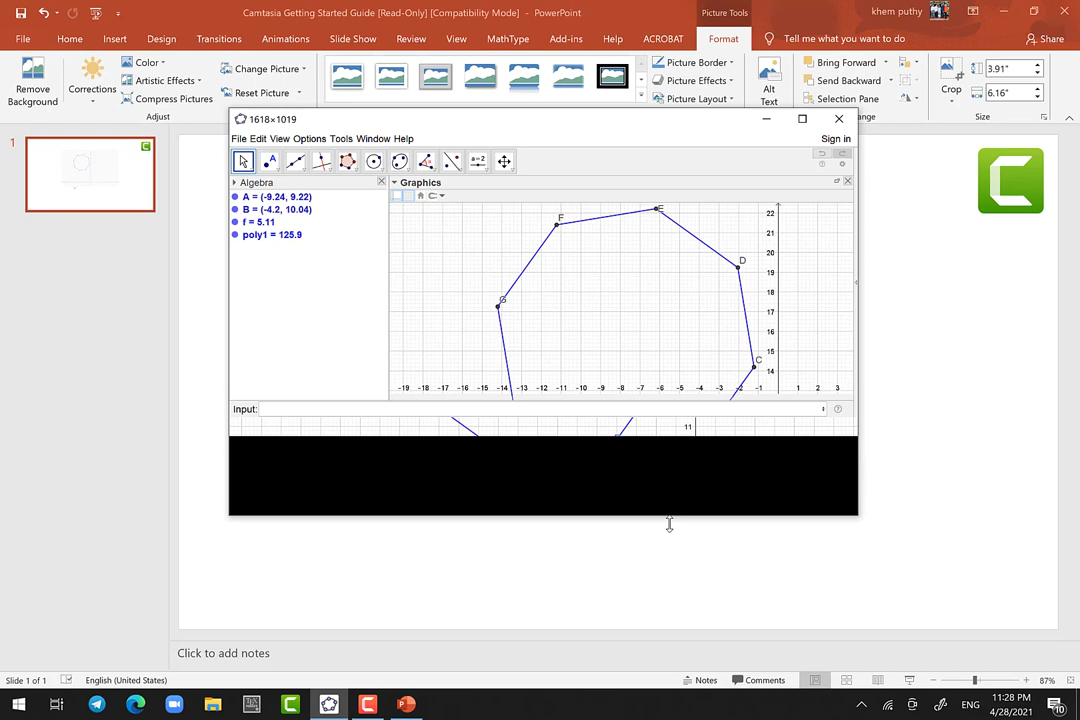 Camtasia Getting Started Guide [Read-Only] [Compatibility Mode] - PowerPoint
Picture Tools
khem puthy
File Home Insert Design Transitions Animations Slide Show Review View MathType Add-ins Help ACROBAT Format Tell me what you want to do Share
Remove Background
Corrections
Color
Artistic Effects
Compress Pictures
Change Picture
Reset Picture
Adjust
Picture Border
Picture Effects
Picture Layout
Alt Text
Bring Forward
Send Backward
Selection Pane
Crop
3.91"
6.16"
Size
1618×1019
File Edit View Options Tools Window Help
Sign in
a=2
Algebra
Graphics
A = (-9.24, 9.22)
B = (-4.2, 10.04)
f = 5.11
poly1 = 125.9
F
E
D
G
C
22
21
20
19
18
17
16
15
14
-19 -18 -17 -16 -15 -14 -13 -12 -11 -10 -9 -8 -7 -6 -5 -4 -3 -2 -1 1 2 3
Input:
11
1
Click to add notes
Slide 1 of 1
English (United States)
Notes
Comments
87%
ENG
11:28 PM
4/28/2021
10